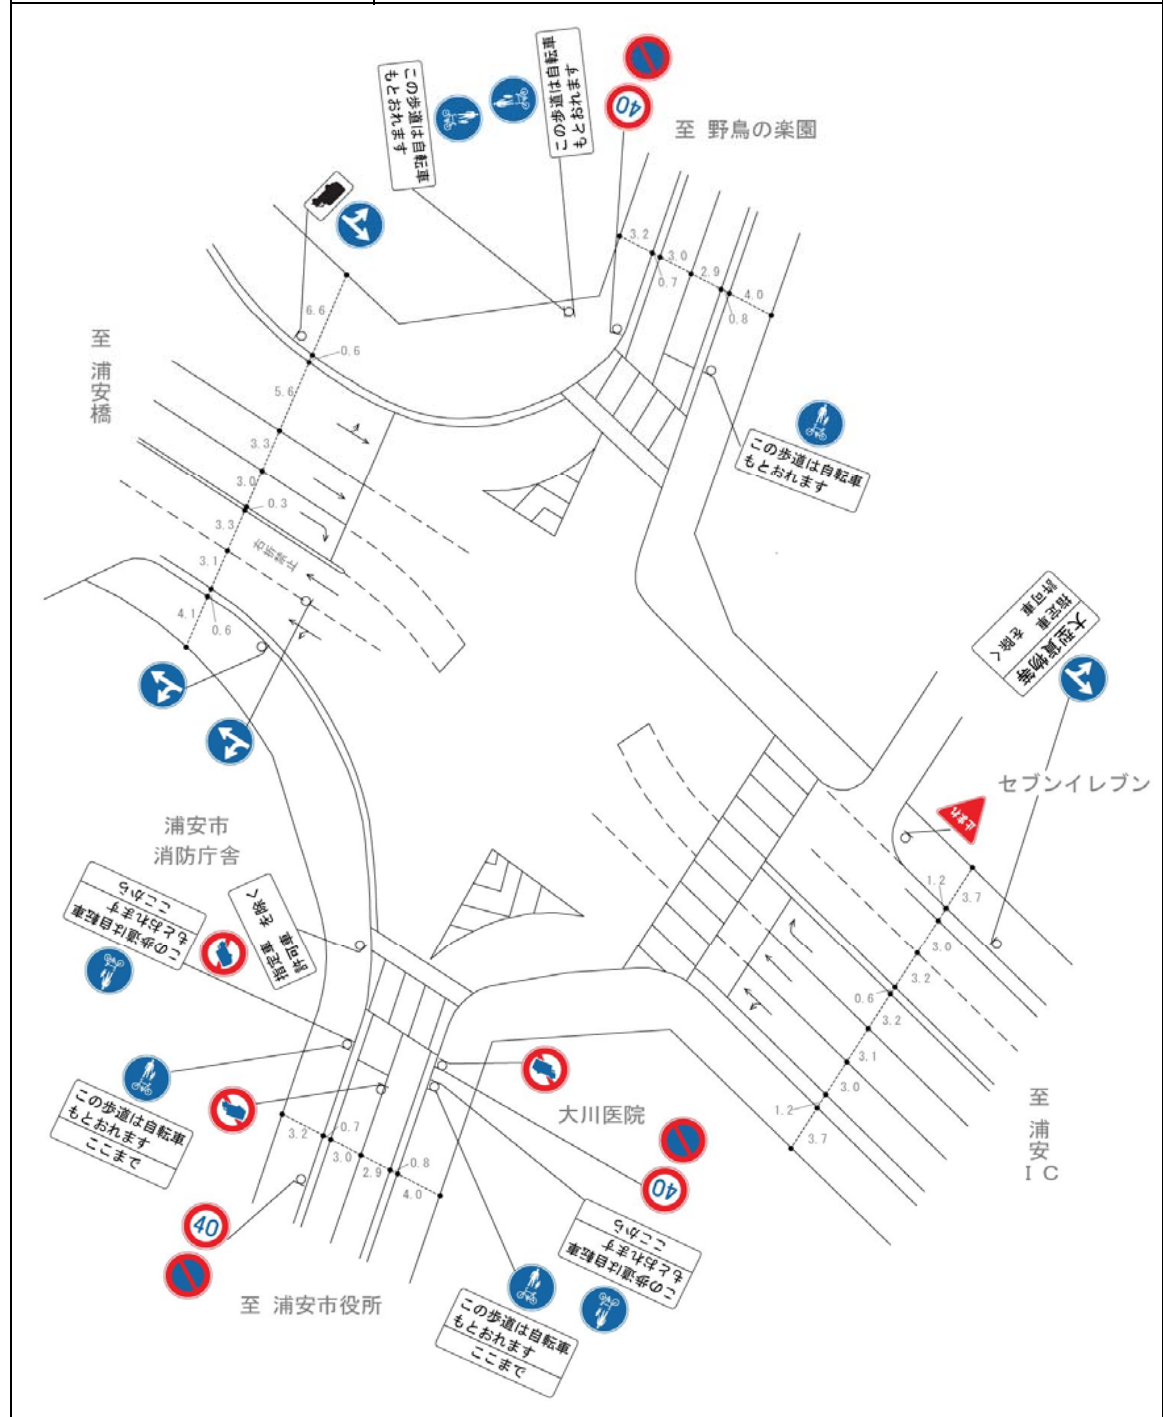 この歩道は自転車
もとおれます
この歩道は自転車
もとおれます
40
至 野鳥の楽園
3.2
0.7
3.0
2.9
0.8
4.0
6.6
0.6
5.6
3.3
3.0
0.3
3.3
3.1
0.6
4.1
至 浦安橋
右折禁止
この歩道は自転車
もとおれます
大型貨物等
指定車
許可車 を除く
セブンイレブン
止まれ
浦安市
消防庁舎
この歩道は自転車
もとおれます
ここから
指定車
許可車 を除く
1.2
3.7
3.0
3.2
0.6
3.2
3.1
3.0
1.2
3.7
至 浦安IC
この歩道は自転車
もとおれます
ここまで
大川医院
3.2
0.7
3.0
2.9
0.8
4.0
40
40
至 浦安市役所
この歩道は自転車
もとおれます
ここから
この歩道は自転車
もとおれます
ここまで